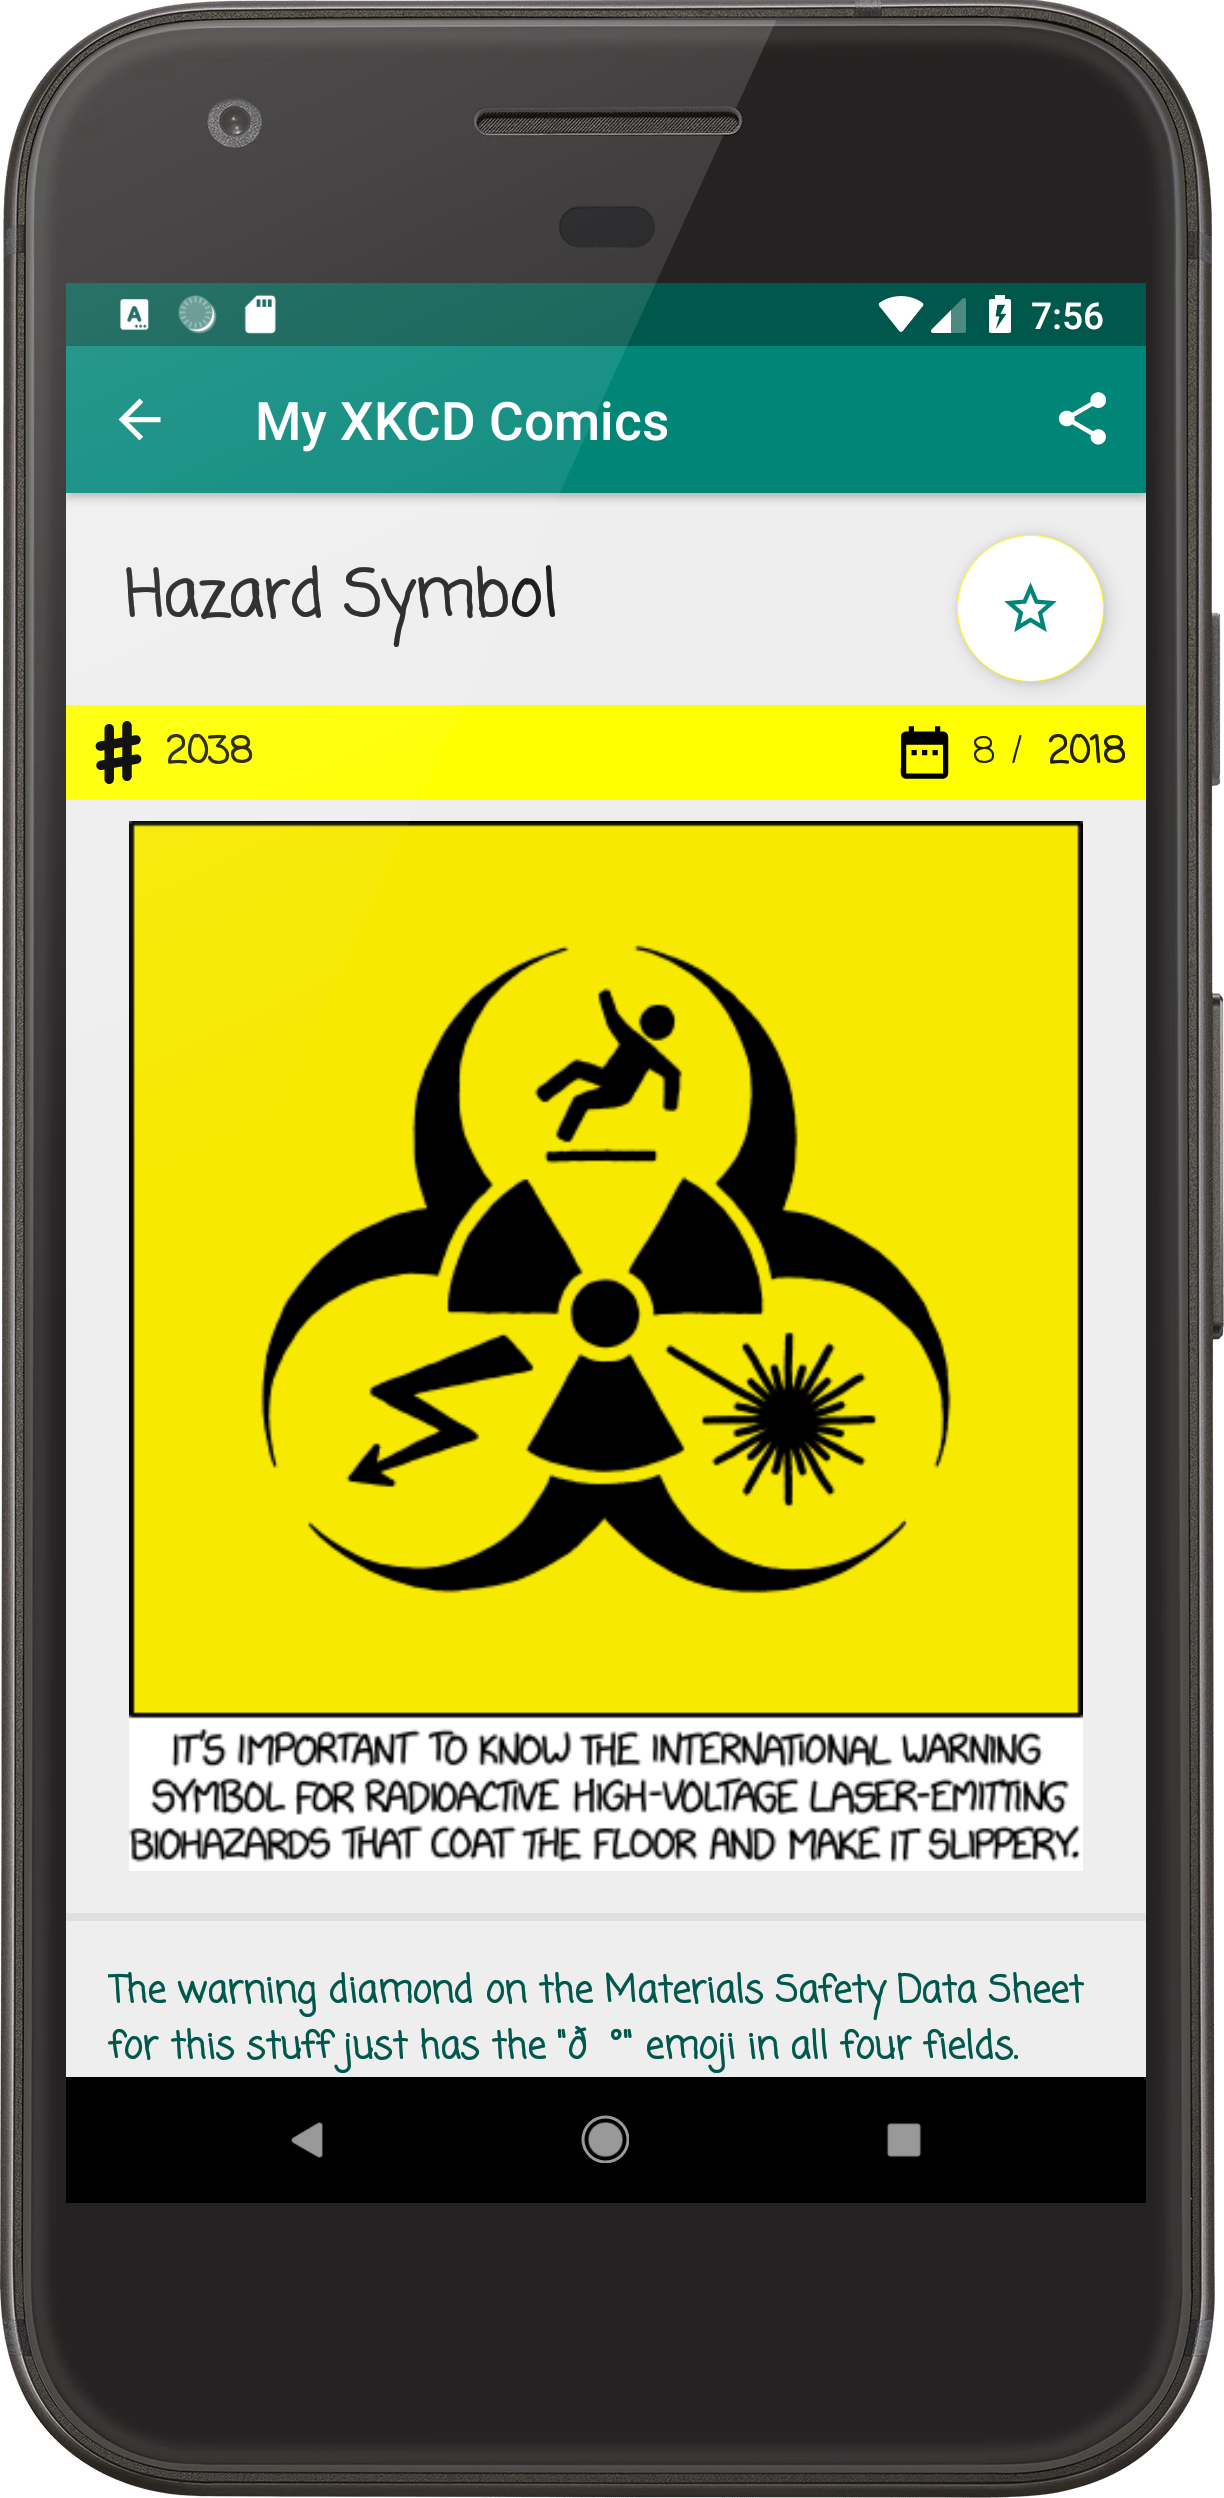 7:56
My XKCD Comics
Hazard Symbol
# 2038 8 / 2018
IT'S IMPORTANT TO KNOW THE INTERNATIONAL WARNING
SYMBOL FOR RADIOACTIVE HIGH-VOLTAGE LASER-EMITTING
BIOHAZARDS THAT COAT THE FLOOR AND MAKE IT SLIPPERY.
The warning diamond on the Materials Safety Data Sheet
for this stuff just has the "ð °" emoji in all four fields.